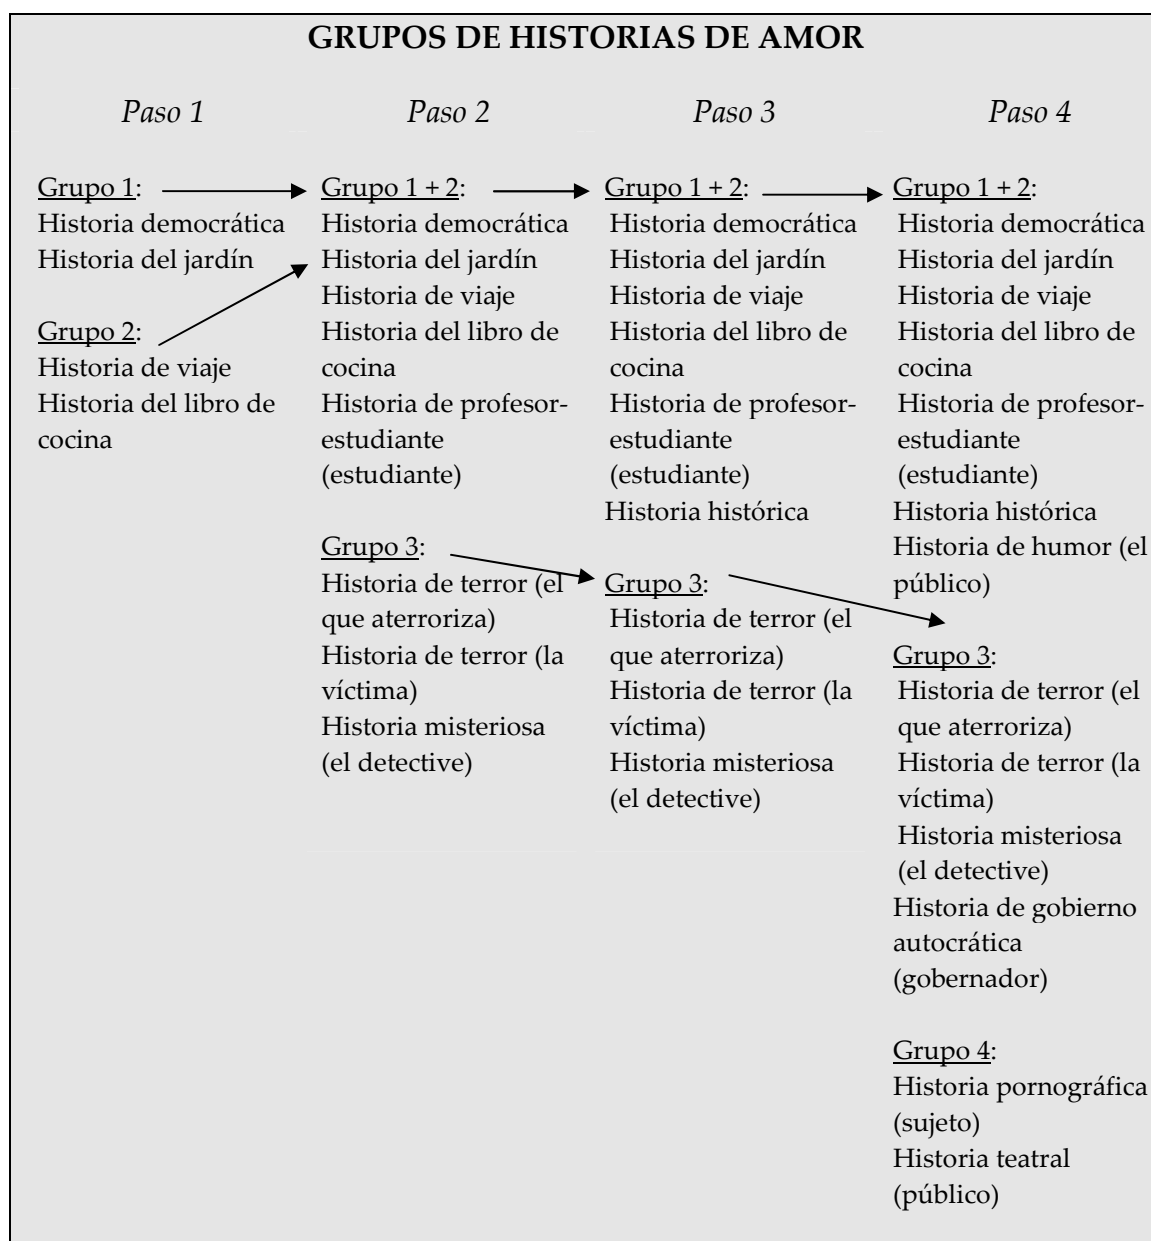 GRUPOS DE HISTORIAS DE AMOR
Paso 1
Grupo 1:
Historia democrática
Historia del jardín
Grupo 2:
Historia de viaje
Historia del libro de
cocina
Paso 2
Grupo 1 + 2:
Historia democrática
Historia del jardín
Historia de viaje
Historia del libro de
cocina
Historia de profesor-
estudiante
(estudiante)
Grupo 3:
Historia de terror (el
que aterroriza)
Historia de terror (la
víctima)
Historia misteriosa
(el detective)
Paso 3
Grupo 1 + 2:
Historia democrática
Historia del jardín
Historia de viaje
Historia del libro de
cocina
Historia de profesor-
estudiante
(estudiante)
Historia histórica
Grupo 3:
Historia de terror (el
que aterroriza)
Historia de terror (la
víctima)
Historia misteriosa
(el detective)
Paso 4
Grupo 1 + 2:
Historia democrática
Historia del jardín
Historia de viaje
Historia del libro de
cocina
Historia de profesor-
estudiante
(estudiante)
Historia histórica
Historia de humor (el
público)
Grupo 3:
Historia de terror (el
que aterroriza)
Historia de terror (la
víctima)
Historia misteriosa
(el detective)
Historia de gobierno
autocrática
(gobernador)
Grupo 4:
Historia pornográfica
(sujeto)
Historia teatral
(público)